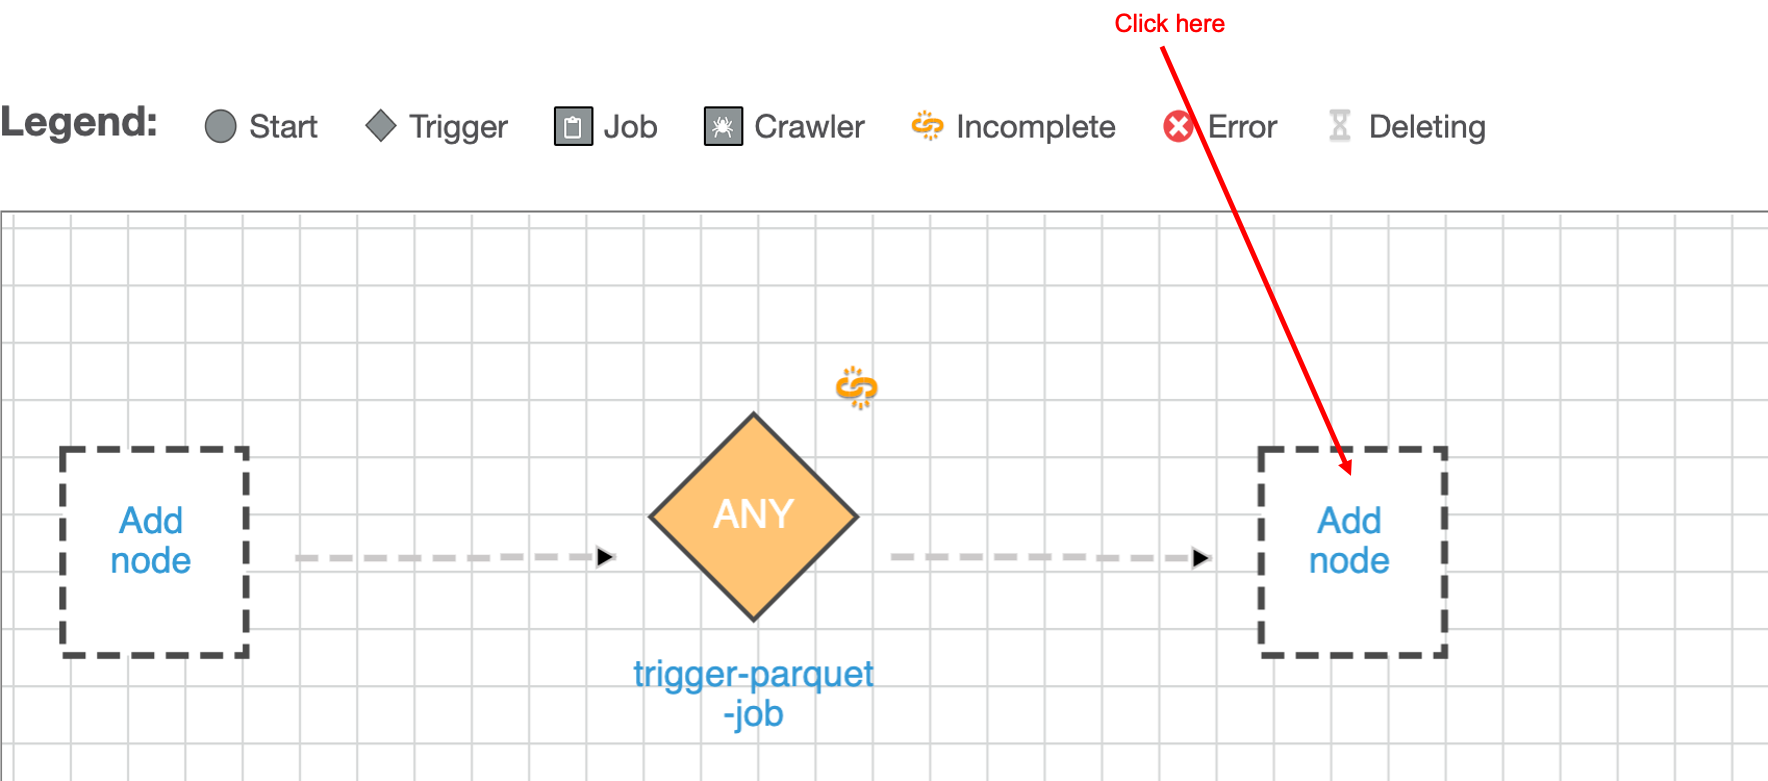 Click here
Legend: Start Trigger Job Crawler Incomplete Error Deleting
Add
node
ANY
trigger-parquet
-job
Add
node